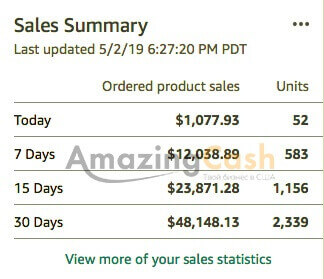 Sales Summary ...
Last updated 5/2/19 6:27:20 PM PDT
Ordered product sales Units
Today $1,077.93 52
7 Days $12,038.89 583
AmazingCash
Твой бизнес в США
15 Days $23,871.28 1,156
30 Days $48,148.13 2,339
View more of your sales statistics